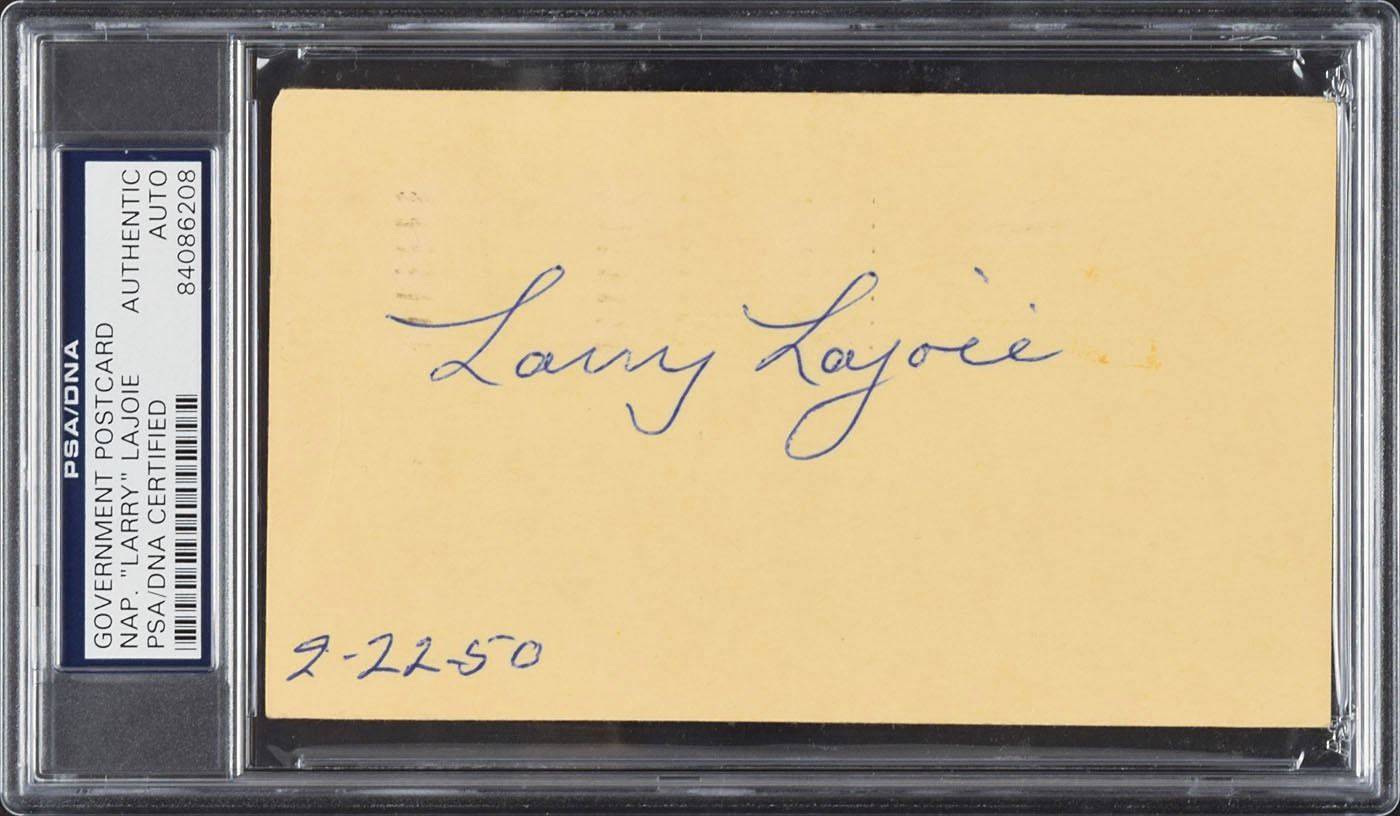 PSA/DNA
GOVERNMENT POSTCARD
NAP. "LARRY" LAJOIE AUTHENTIC
PSA/DNA CERTIFIED AUTO
84086208
Larry Lajoie
2-22-50